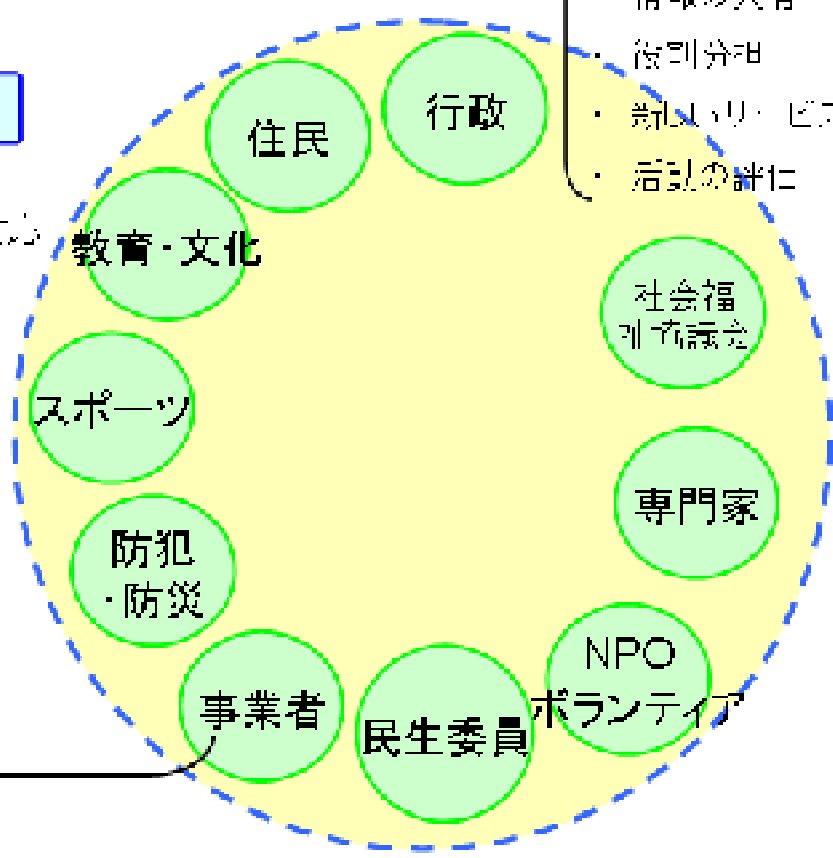 ・役割分担
行政
住民
教育・文化
社会福
祉協議会
スポーツ
専門家
防犯
・防災
NPO
ボランティア
事業者
民生委員